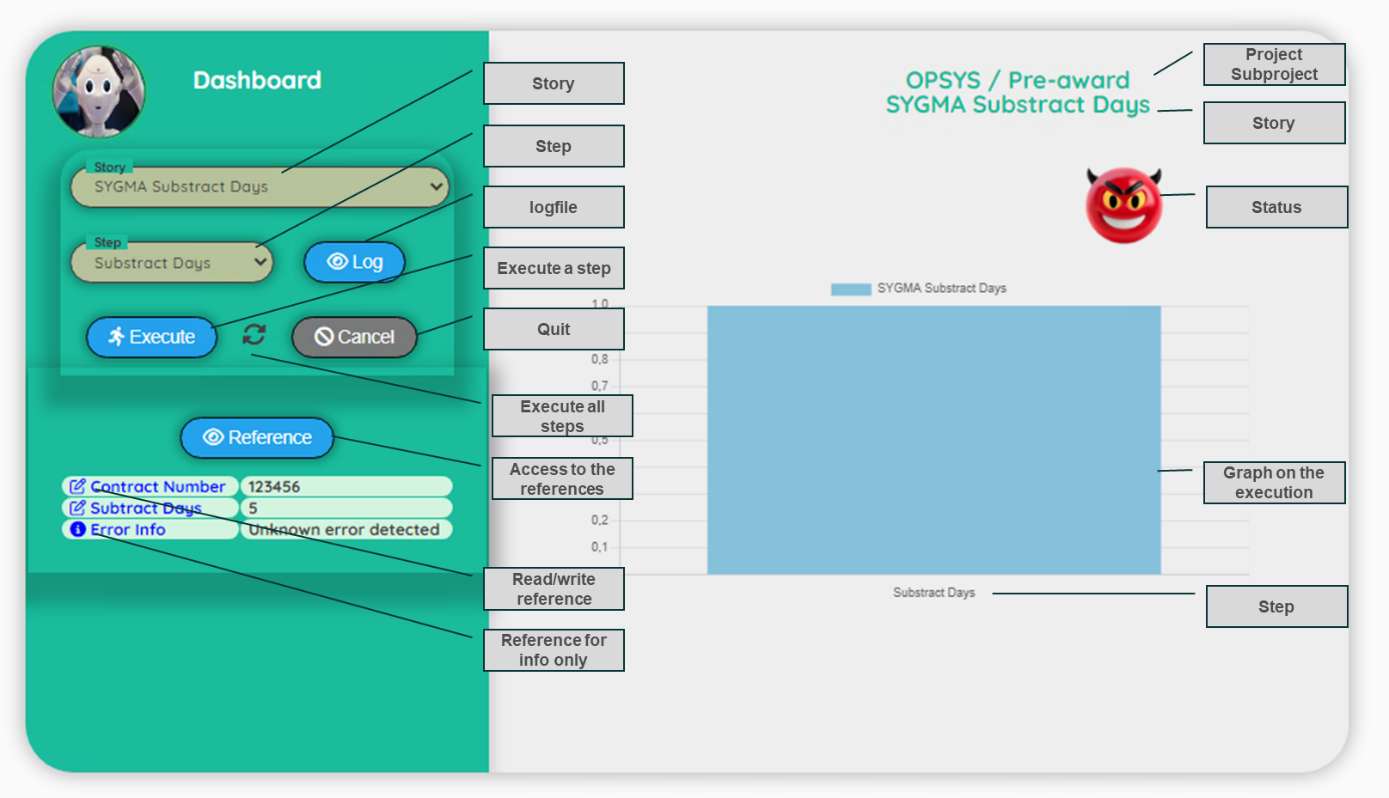 Dashboard
Story
SYGMA Substract Days
Step
Substract Days
Log
Execute
Cancel
Reference
Contract Number
123456
Subtract Days
5
Error Info
Unknown error detected
Story
Step
logfile
Execute a step
Quit
Execute all
steps
Access to the
references
Read/write
reference
Reference for
info only
OPSYS / Pre-award
SYGMA Substract Days
SYGMA Substract Days
1,0
0,8
0,7
0,5
0,2
0,1
Substract Days
Project
Subproject
Story
Status
Graph on the
execution
Step